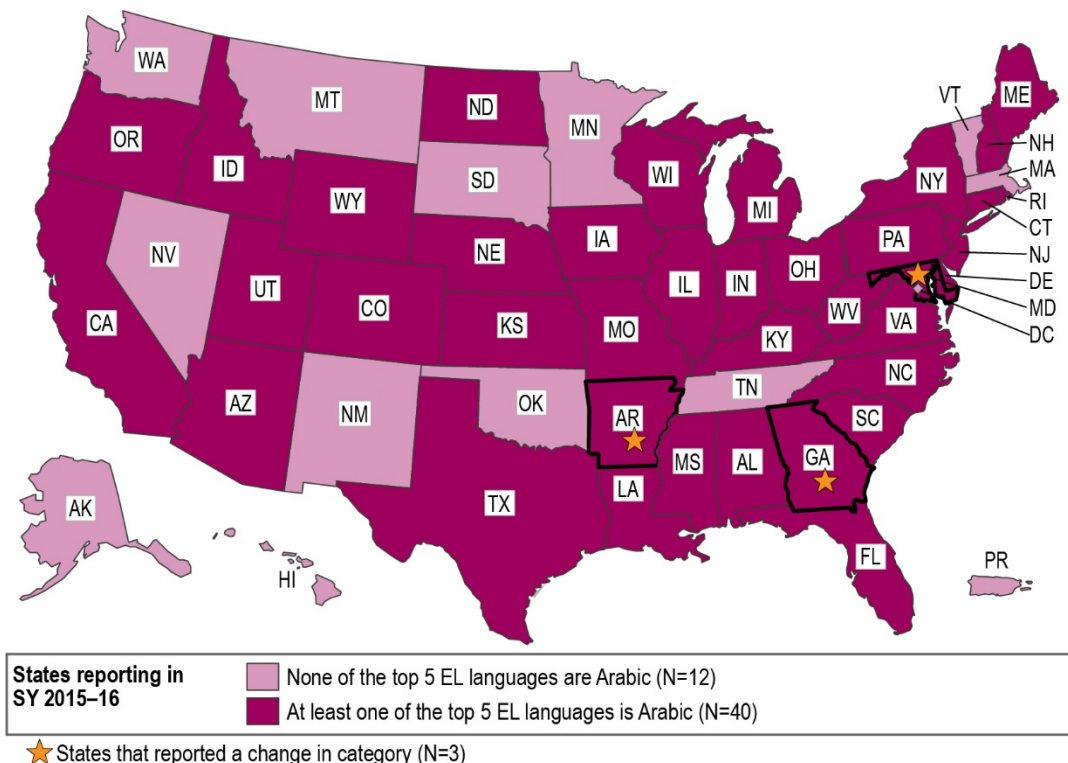 WA
MT
ND
MN
VT
ME
OR
ID
SD
WI
NH
MA
WY
MI
NY
RI
CT
NV
NE
IA
PA
NJ
DE
MD
DC
UT
CO
IL
IN
OH
CA
KS
MO
WV
VA
KY
AZ
NM
OK
TN
NC
AR
SC
TX
MS
AL
GA
LA
AK
HI
FL
PR
States reporting in
SY 2015–16
None of the top 5 EL languages are Arabic (N=12)
At least one of the top 5 EL languages is Arabic (N=40)
States that reported a change in category (N=3)